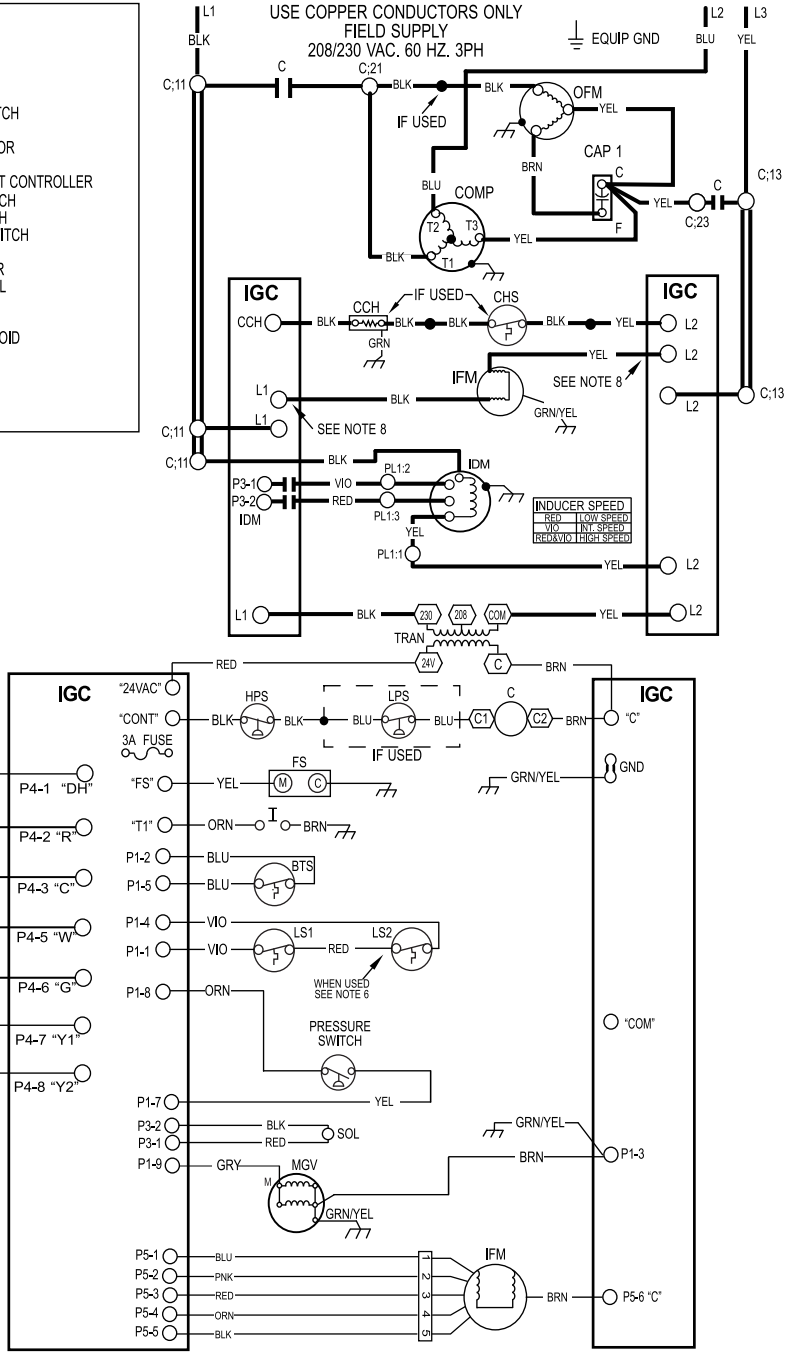 USE COPPER CONDUCTORS ONLY
FIELD SUPPLY
208/230 VAC. 60 HZ. 3PH
EQUIP GND
L1
BLK
L2
BLU
L3
YEL
TCH
OR
T CONTROLLER
CH
H
ITCH
R
L
OID
C;11
C
C;21
BLK
BLK
IF USED
OFM
YEL
BRN
CAP 1
C
F
YEL
C;23
C
C;13
BLU
COMP
T2
T3
T1
YEL
BLK
IGC
IGC
CCH
BLK
CCH
IF USED
BLK
BLK
CHS
BLK
YEL
L2
GRN
IFM
YEL
L2
SEE NOTE 8
L1
BLK
GRN/YEL
L2
C;13
C;11
L1
SEE NOTE 8
C;11
BLK
P3-1
VIO
PL1:2
IDM
P3-2
RED
PL1:3
IDM
YEL
PL1:1
YEL
L2
INDUCER SPEED
RED LOW SPEED
VIO INT. SPEED
RED&VIO HIGH SPEED
L1
BLK
230
208
COM
YEL
L2
TRAN
24V
C
RED
BRN
IGC
IGC
"24VAC"
"CONT"
BLK
HPS
BLK
BLU
LPS
BLU
IF USED
C1
C
C2
BRN
"C"
3A FUSE
FS
"FS"
YEL
M
C
GRN/YEL
GND
P4-1 "DH"
"T1"
ORN
BRN
P4-2 "R"
P1-2
BLU
BTS
P4-3 "C"
P1-5
BLU
P1-4
VIO
P4-5 "W"
P1-1
VIO
LS1
RED
LS2
WHEN USED
SEE NOTE 6
P4-6 "G"
P1-8
ORN
P4-7 "Y1"
PRESSURE
SWITCH
"COM"
P4-8 "Y2"
P1-7
YEL
P3-2
BLK
P3-1
RED
SOL
GRN/YEL
P1-9
GRY
MGV
M
BRN
P1-3
GRN/YEL
P5-1
BLU
1
IFM
P5-2
PNK
2
P5-3
RED
3
BRN
P5-6 "C"
P5-4
ORN
4
P5-5
BLK
5